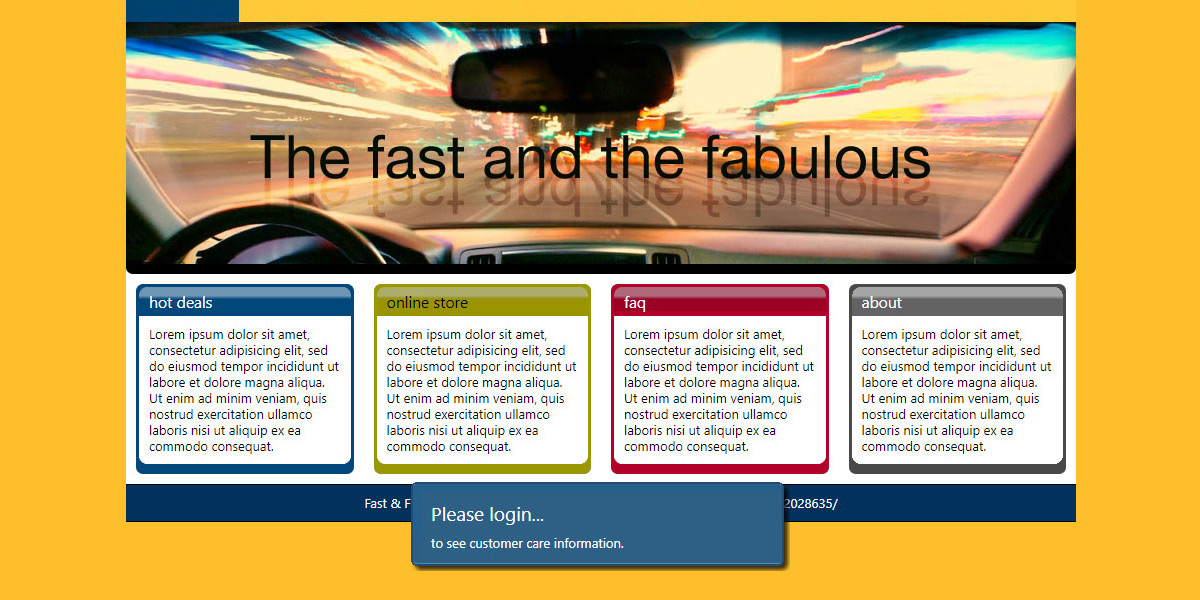 The fast and the fabulous
hot deals
Lorem ipsum dolor sit amet,
consectetur adipisicing elit, sed
do eiusmod tempor incididunt ut
labore et dolore magna aliqua.
Ut enim ad minim veniam, quis
nostrud exercitation ullamco
laboris nisi ut aliquip ex ea
commodo consequat.
online store
Lorem ipsum dolor sit amet,
consectetur adipisicing elit, sed
do eiusmod tempor incididunt ut
labore et dolore magna aliqua.
Ut enim ad minim veniam, quis
nostrud exercitation ullamco
laboris nisi ut aliquip ex ea
commodo consequat.
faq
Lorem ipsum dolor sit amet,
consectetur adipisicing elit, sed
do eiusmod tempor incididunt ut
labore et dolore magna aliqua.
Ut enim ad minim veniam, quis
nostrud exercitation ullamco
laboris nisi ut aliquip ex ea
commodo consequat.
about
Lorem ipsum dolor sit amet,
consectetur adipisicing elit, sed
do eiusmod tempor incididunt ut
labore et dolore magna aliqua.
Ut enim ad minim veniam, quis
nostrud exercitation ullamco
laboris nisi ut aliquip ex ea
commodo consequat.
Fast & F 2028635/
Please login...
to see customer care information.